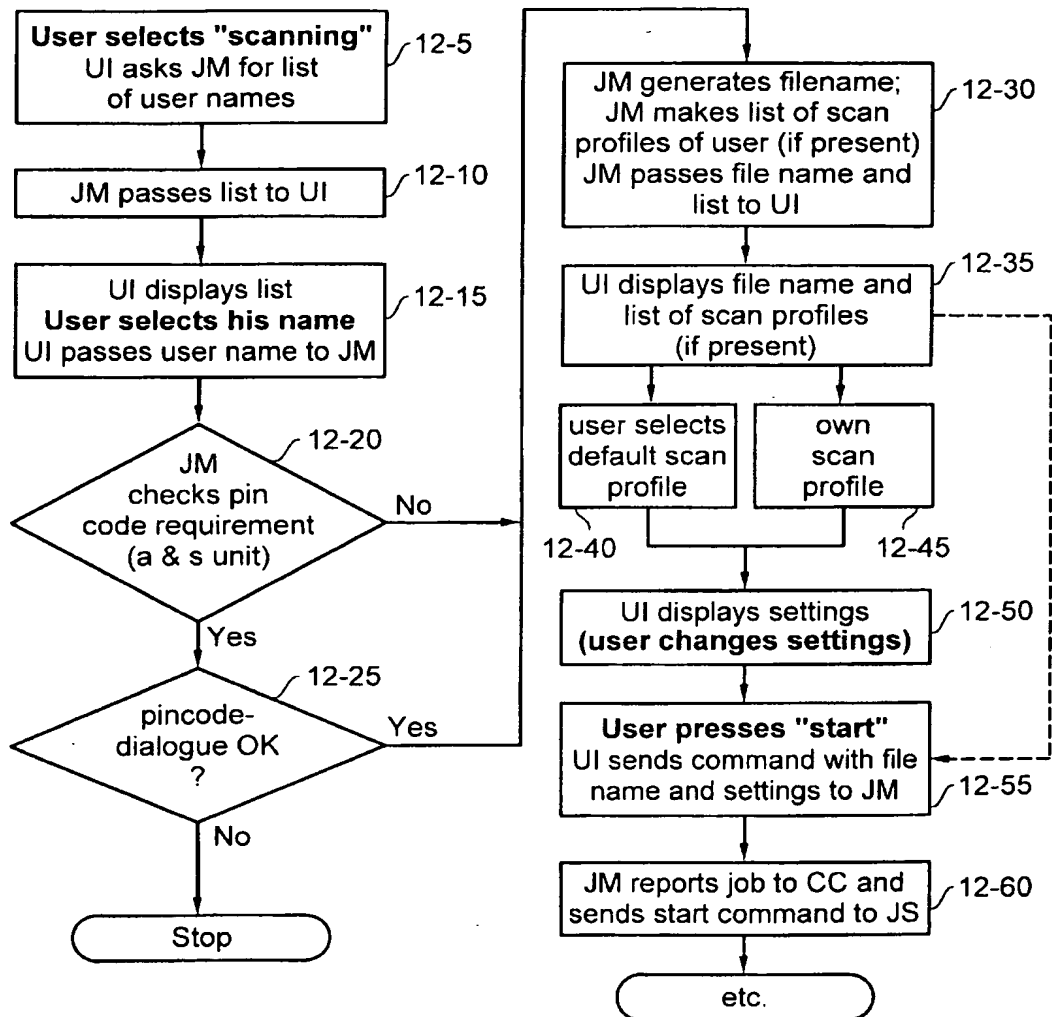 User selects "scanning"
UI asks JM for list
of user names
12-5
JM passes list to UI
12-10
UI displays list
User selects his name
UI passes user name to JM
12-15
JM
checks pin
code requirement
(a & s unit)
12-20
No
Yes
pincode-
dialogue OK
?
12-25
Yes
No
Stop
JM generates filename;
JM makes list of scan
profiles of user (if present)
JM passes file name and
list to UI
12-30
UI displays file name and
list of scan profiles
(if present)
12-35
user selects
default scan
profile
12-40
own
scan
profile
12-45
UI displays settings
(user changes settings)
12-50
User presses "start"
UI sends command with file
name and settings to JM
12-55
JM reports job to CC and
sends start command to JS
12-60
etc.